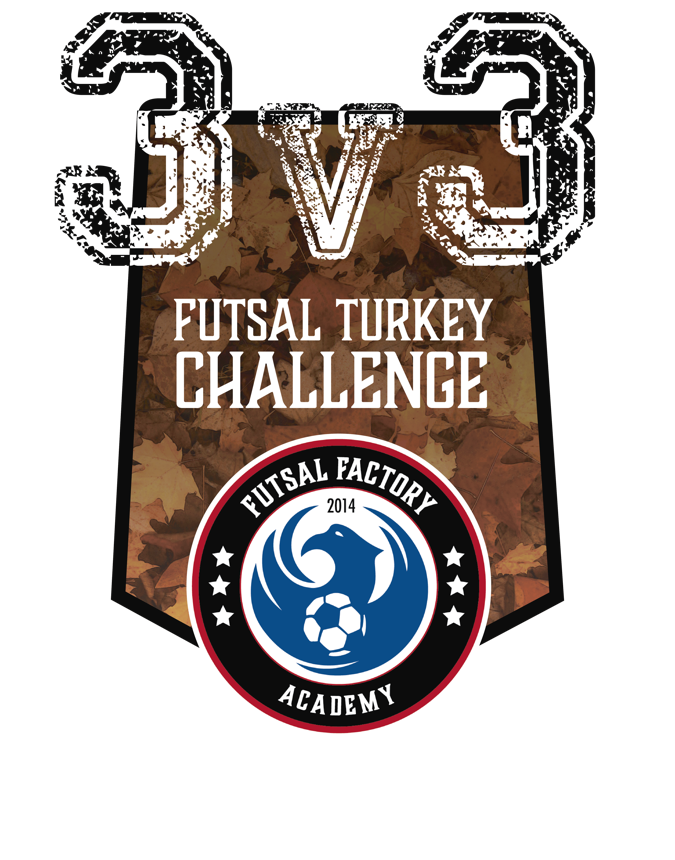 3v3
FUTSAL TURKEY
CHALLENGE
FUTSAL FACTORY
2014
ACADEMY